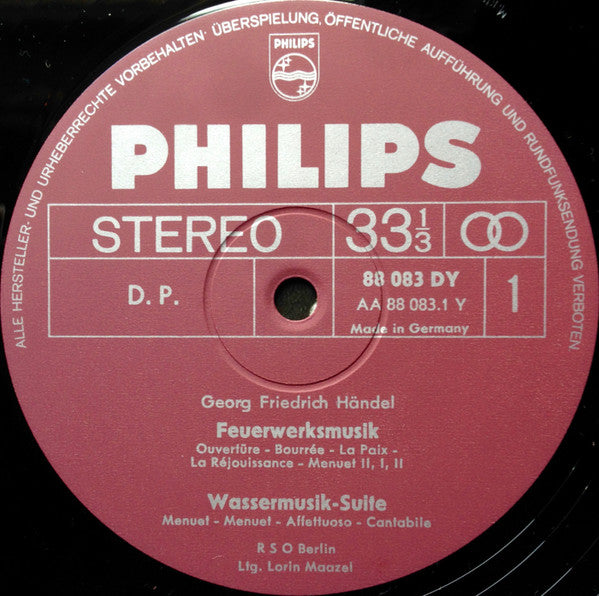 ALLE HERSTELLER- UND URHEBERRECHTE VORBEHALTEN · ÜBERSPIELUNG, ÖFFENTLICHE AUFFÜHRUNG UND RUNDFUNKSENDUNG VERBOTEN
PHILIPS
PHILIPS
STEREO
33 1/3
D. P.
88 083 DY
AA 88 083.1 Y
Made in Germany
1
Georg Friedrich Händel
Feuerwerksmusik
Ouvertüre - Bourrée - La Paix -
La Réjouissance - Menuet II, I, II
Wassermusik-Suite
Menuet - Menuet - Affettuoso - Cantabile
R S O Berlin
Ltg. Lorin Maazel